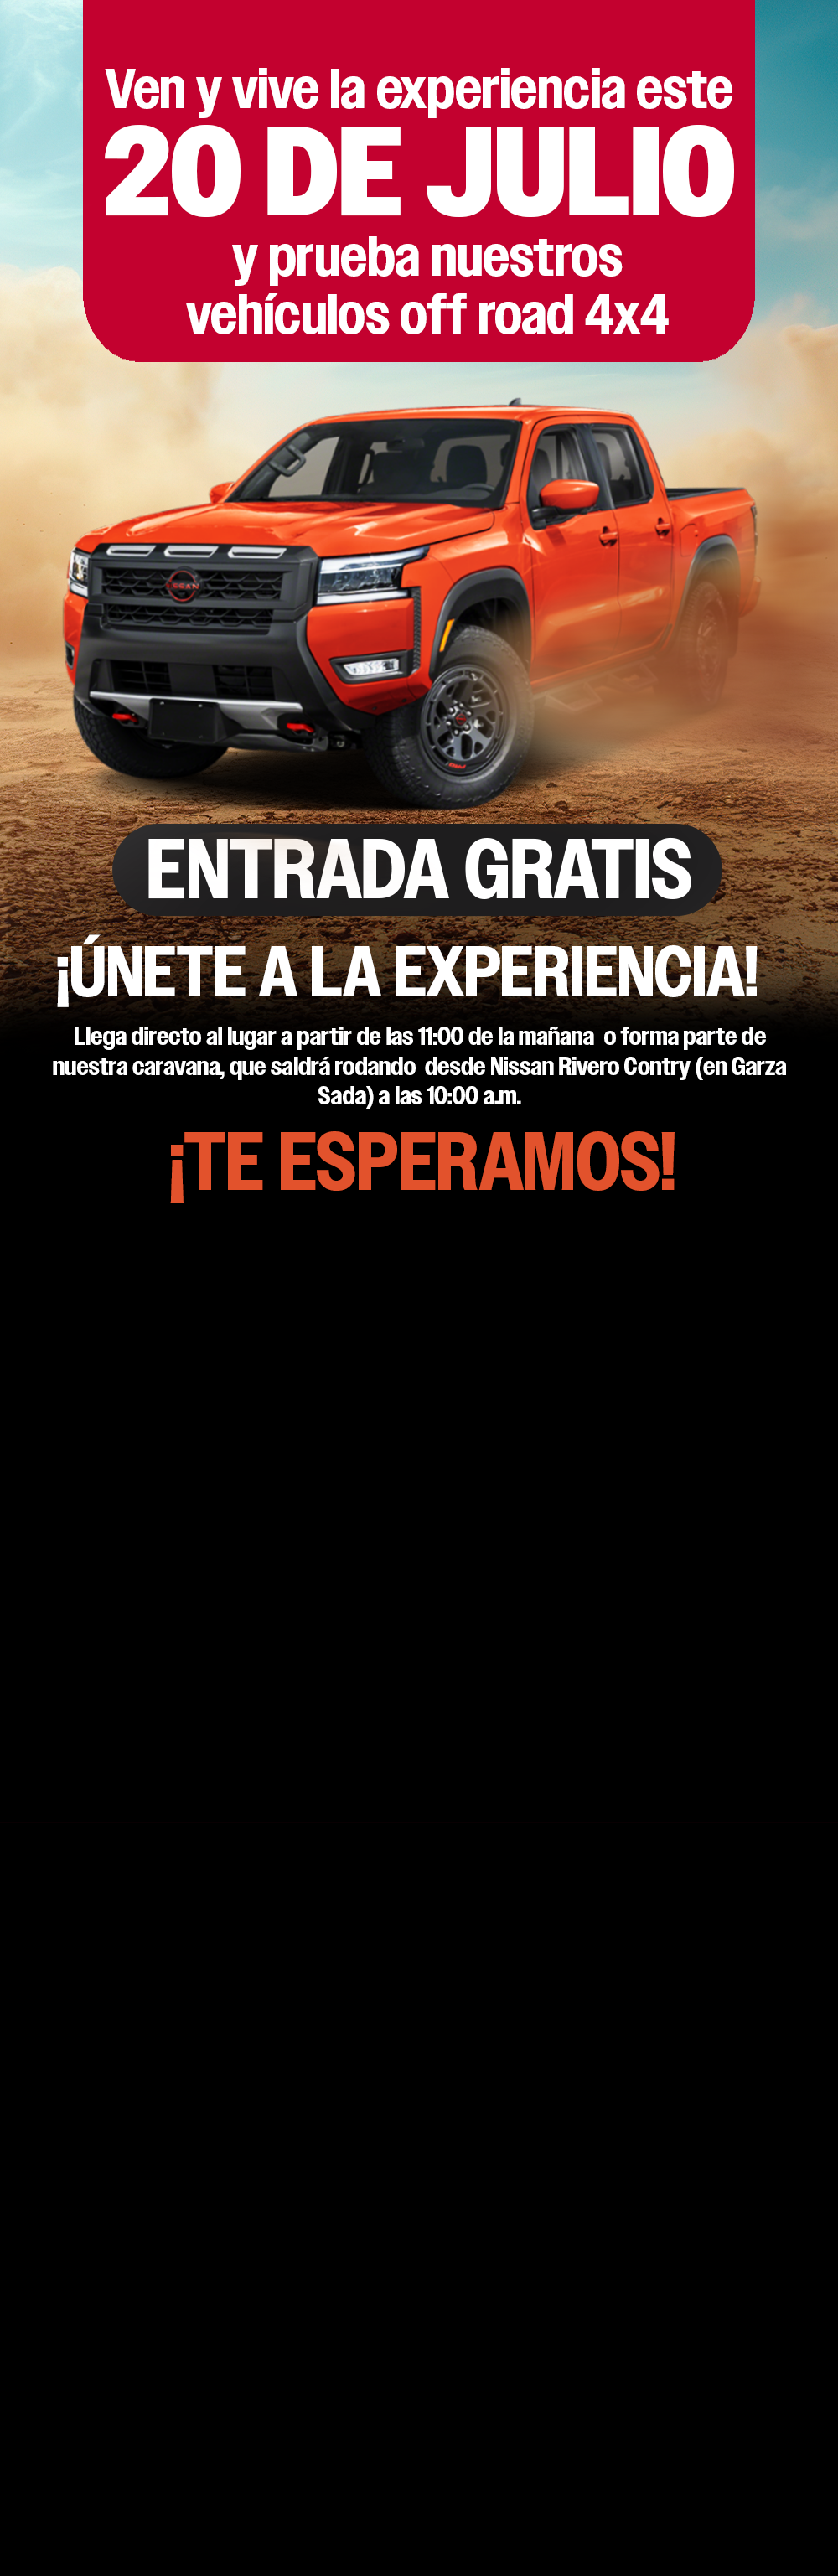 Ven y vive la experiencia este
20 DE JULIO
y prueba nuestros
vehículos off road 4x4
NISSAN
ENTRADA GRATIS
¡ÚNETE A LA EXPERIENCIA!
Llega directo al lugar a partir de las 11:00 de la mañana  o forma parte de
nuestra caravana, que saldrá rodando  desde Nissan Rivero Contry (en Garza
Sada) a las 10:00 a.m.
¡TE ESPERAMOS!